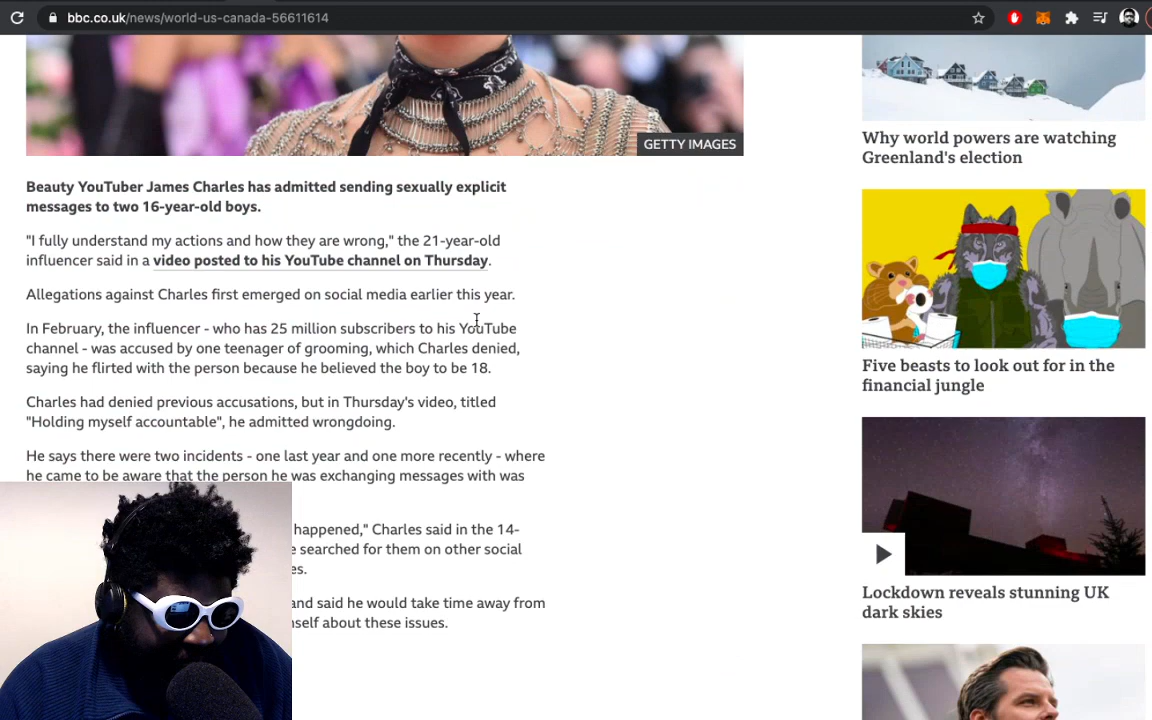 bbc.co.uk/news/world-us-canada-56611614
GETTY IMAGES
Beauty YouTuber James Charles has admitted sending sexually explicit
messages to two 16-year-old boys.
"I fully understand my actions and how they are wrong," the 21-year-old
influencer said in a video posted to his YouTube channel on Thursday.
Allegations against Charles first emerged on social media earlier this year.
In February, the influencer - who has 25 million subscribers to his YouTube
channel - was accused by one teenager of grooming, which Charles denied,
saying he flirted with the person because he believed the boy to be 18.
Charles had denied previous accusations, but in Thursday's video, titled
"Holding myself accountable", he admitted wrongdoing.
He says there were two incidents - one last year and one more recently - where
he came to be aware that the person he was exchanging messages with was
happened," Charles said in the 14-
searched for them on other social
and said he would take time away from
about these issues.
Why world powers are watching
Greenland's election
Five beasts to look out for in the
financial jungle
Lockdown reveals stunning UK
dark skies